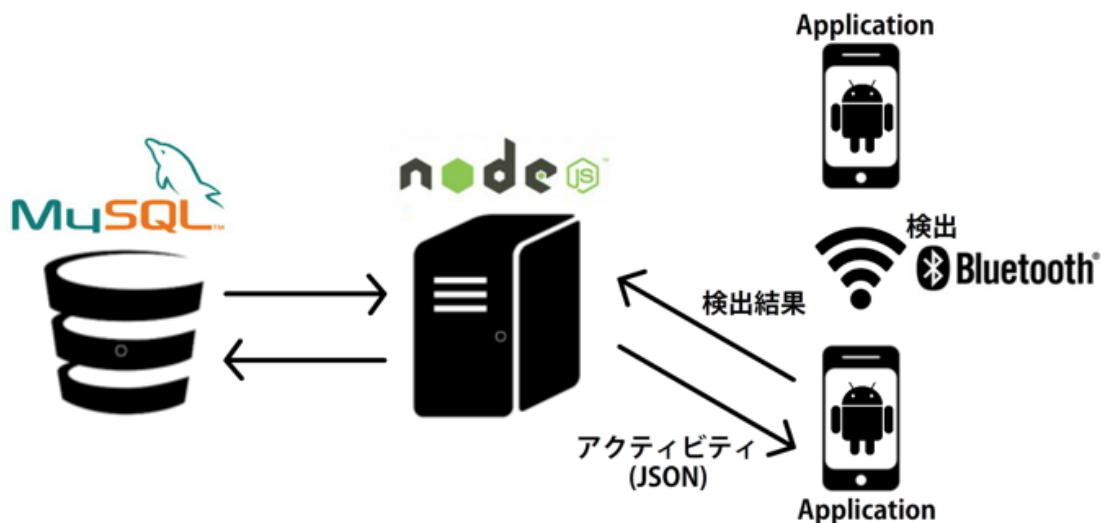 Application
node
JS
MySQL™
検出
Bluetooth®
検出結果
アクティビティ
(JSON)
Application